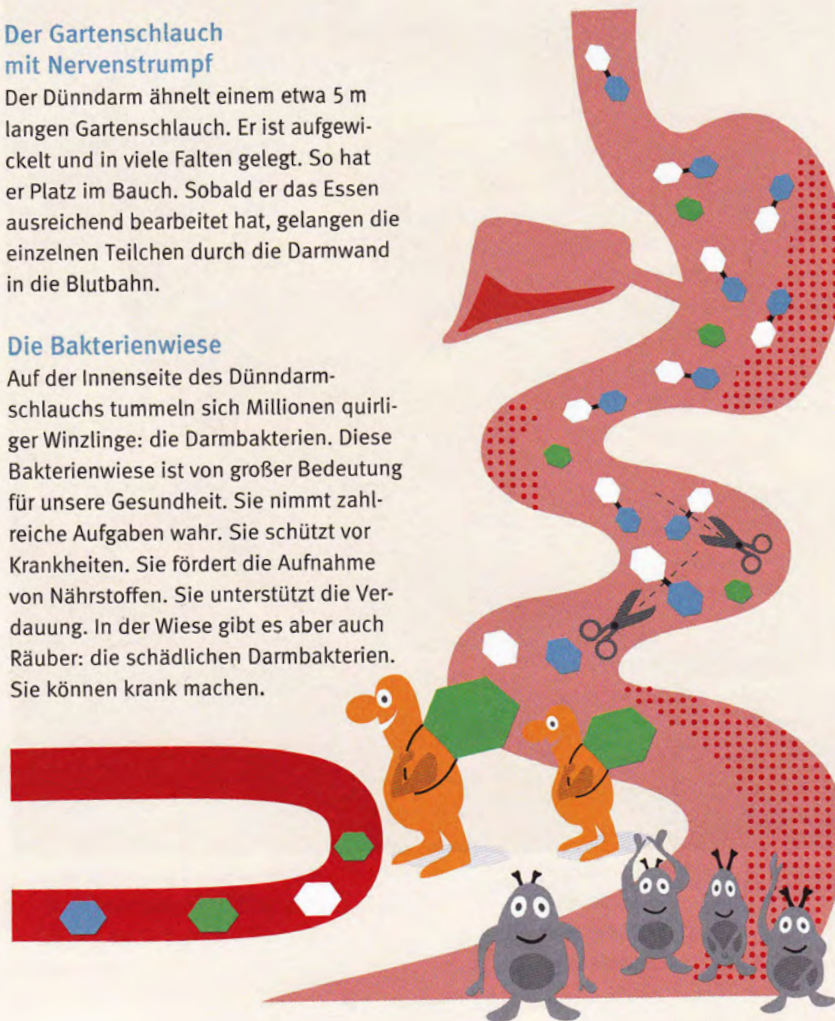 Der Gartenschlauch
mit Nervenstrumpf
Der Dünndarm ähnelt einem etwa 5 m
langen Gartenschlauch. Er ist aufgewi-
ckelt und in viele Falten gelegt. So hat
er Platz im Bauch. Sobald er das Essen
ausreichend bearbeitet hat, gelangen die
einzelnen Teilchen durch die Darmwand
in die Blutbahn.
Die Bakterienwiese
Auf der Innenseite des Dünndarm-
schlauchs tummeln sich Millionen quirli-
ger Winzlinge: die Darmbakterien. Diese
Bakterienwiese ist von großer Bedeutung
für unsere Gesundheit. Sie nimmt zahl-
reiche Aufgaben wahr. Sie schützt vor
Krankheiten. Sie fördert die Aufnahme
von Nährstoffen. Sie unterstützt die Ver-
dauung. In der Wiese gibt es aber auch
Räuber: die schädlichen Darmbakterien.
Sie können krank machen.